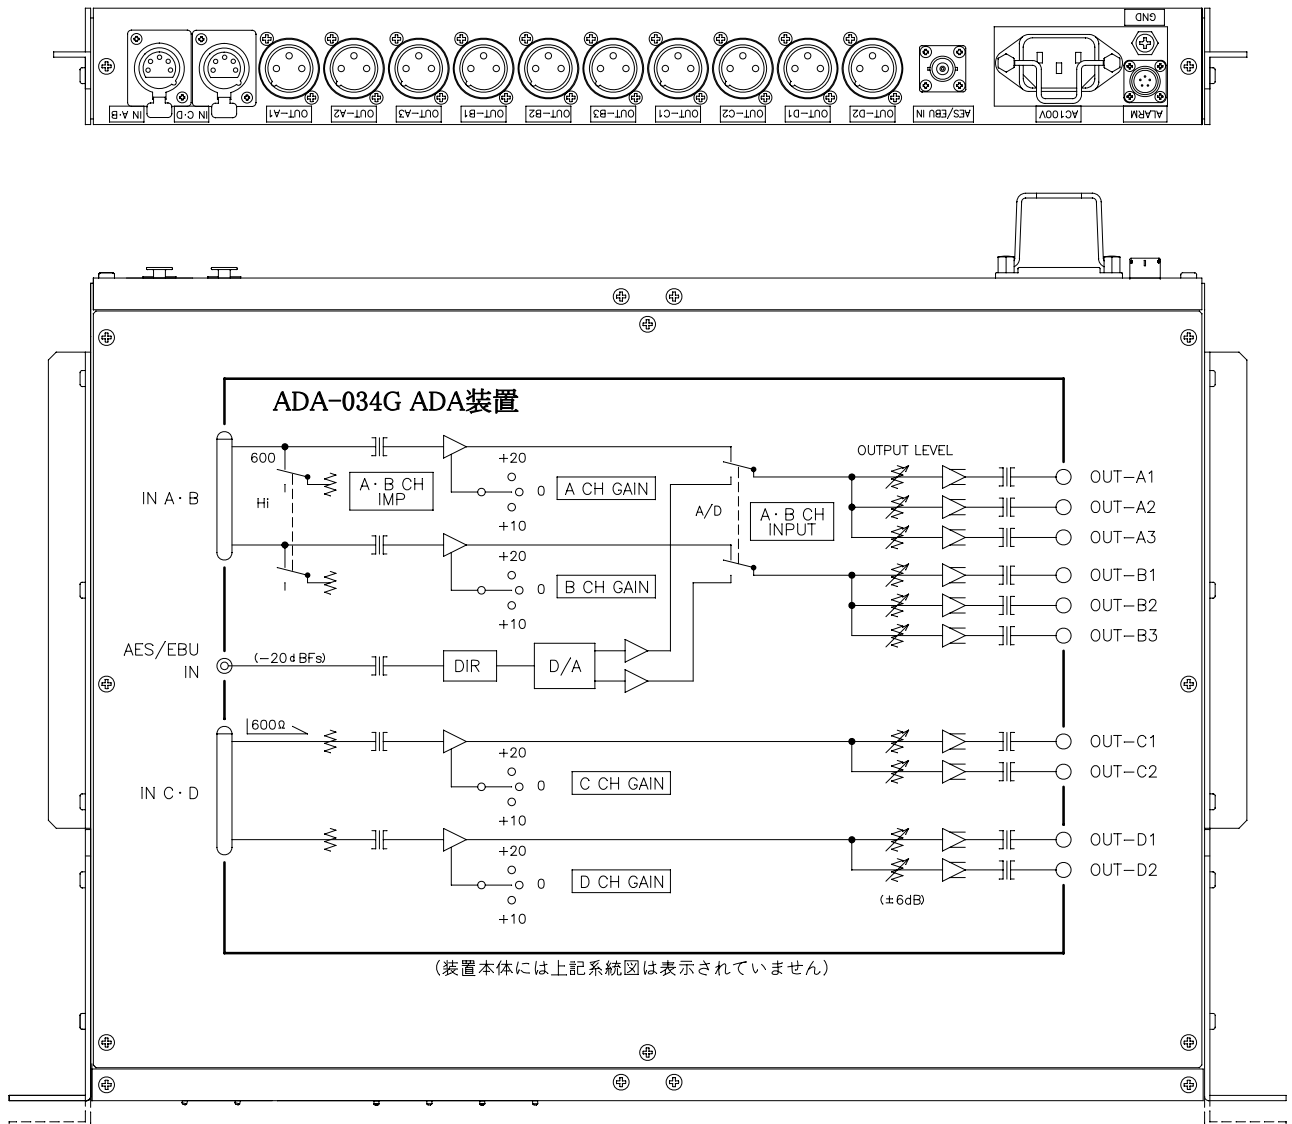 GND
IN A・B
IN C・D
OUT-A1
OUT-A2
OUT-A3
OUT-B1
OUT-B2
OUT-B3
OUT-C1
OUT-C2
OUT-D1
OUT-D2
AES/EBU IN
AC100V
ALARM
ADA-034G ADA装置
600
Hi
A・B CH
IMP
+20
0
+10
A CH GAIN
A/D
A・B CH
INPUT
OUTPUT LEVEL
IN A・B
OUT-A1
OUT-A2
OUT-A3
+20
0
+10
B CH GAIN
OUT-B1
OUT-B2
OUT-B3
AES/EBU
IN
(-20dBFs)
DIR
D/A
600Ω
IN C・D
+20
0
+10
C CH GAIN
OUT-C1
OUT-C2
+20
0
+10
D CH GAIN
OUT-D1
OUT-D2
(±6dB)
(装置本体には上記系統図は表示されていません)